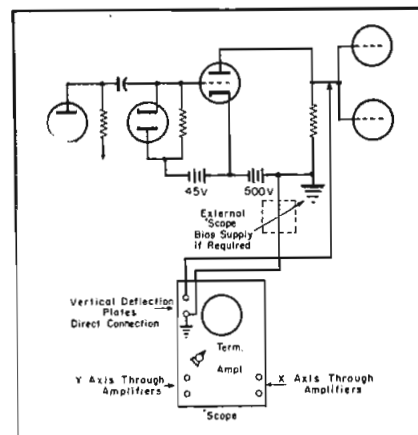 45V
500V
External
'Scope
Bias Supply
if Required
Vertical Deflection
Plates
Direct Connection
Term.
Ampl
Y Axis Through
Amplifiers
X Axis Through
Amplifiers
'Scope